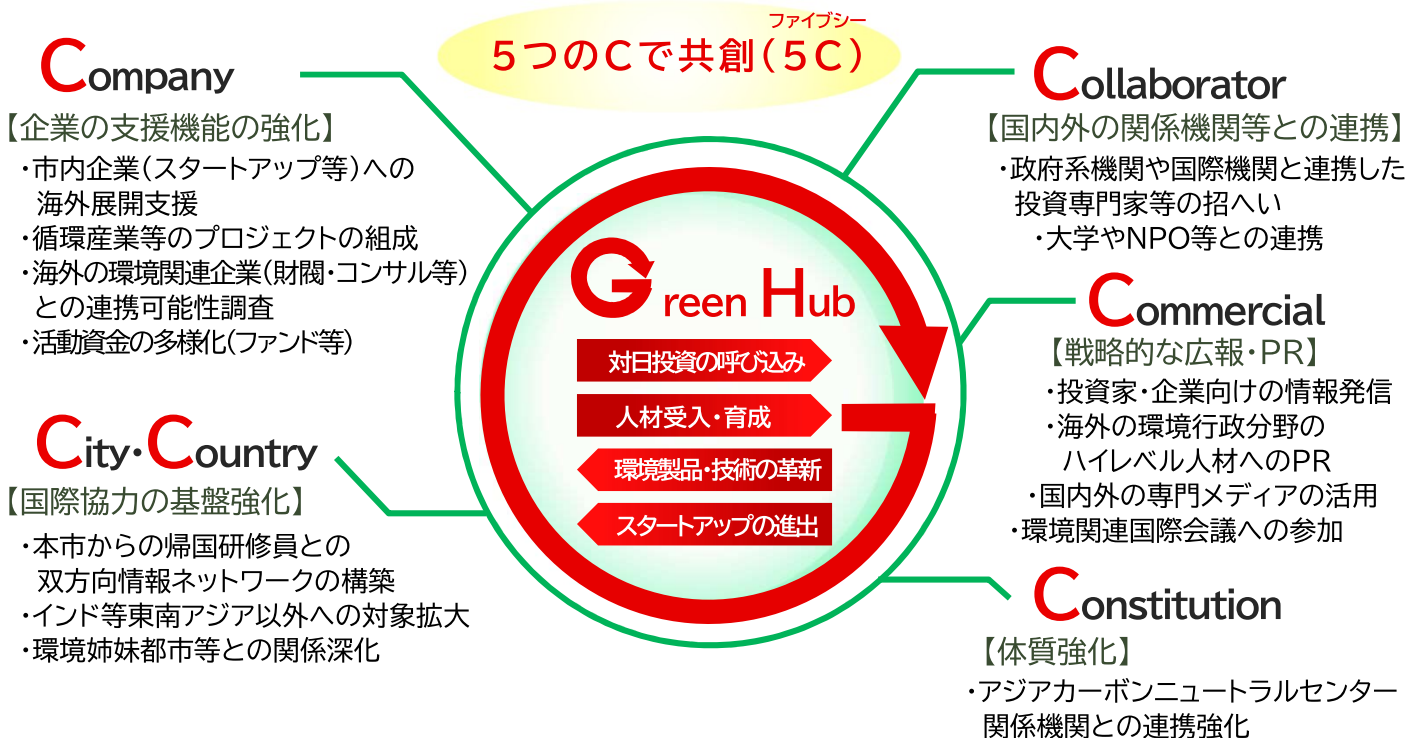 ファイブシー
5つのCで共創(5C)
Company
【企業の支援機能の強化】
・市内企業(スタートアップ等)への
海外展開支援
・循環産業等のプロジェクトの組成
・海外の環境関連企業(財閥・コンサル等)
との連携可能性調査
・活動資金の多様化(ファンド等)
City・Country
【国際協力の基盤強化】
・本市からの帰国研修員との
双方向情報ネットワークの構築
・インド等東南アジア以外への対象拡大
・環境姉妹都市等との関係深化
Green Hub
対日投資の呼び込み
人材受入・育成
環境製品・技術の革新
スタートアップの進出
Collaborator
【国内外の関係機関等との連携】
・政府系機関や国際機関と連携した
投資専門家等の招へい
・大学やNPO等との連携
Commercial
【戦略的な広報・PR】
・投資家・企業向けの情報発信
・海外の環境行政分野の
ハイレベル人材へのPR
・国内外の専門メディアの活用
・環境関連国際会議への参加
Constitution
【体質強化】
・アジアカーボンニュートラルセンター
関係機関との連携強化